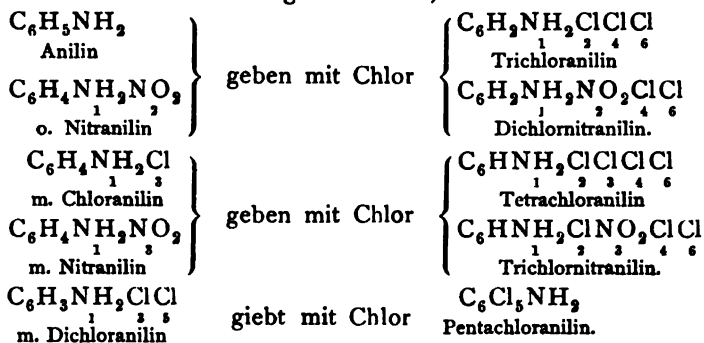 C₆H₅NH₂ C₆H₂NH₂ClClCl
1 2 4 6
Anilin geben mit Chlor Trichloranilin
C₆H₄NH₂NO₂ C₆H₂NH₂NO₂ClCl
1 2 1 2 4 6
o. Nitranilin Dichlornitranilin.
C₆H₄NH₂Cl C₆HNH₂ClClClCl
1 3 1 2 3 4 6
m. Chloranilin geben mit Chlor Tetrachloranilin
C₆H₄NH₂NO₂ C₆HNH₂ClNO₂ClCl
1 3 1 2 3 4 6
m. Nitranilin Trichlornitranilin.
C₆H₃NH₂ClCl giebt mit Chlor C₆Cl₅NH₂
1 3 5
m. Dichloranilin Pentachloranilin.